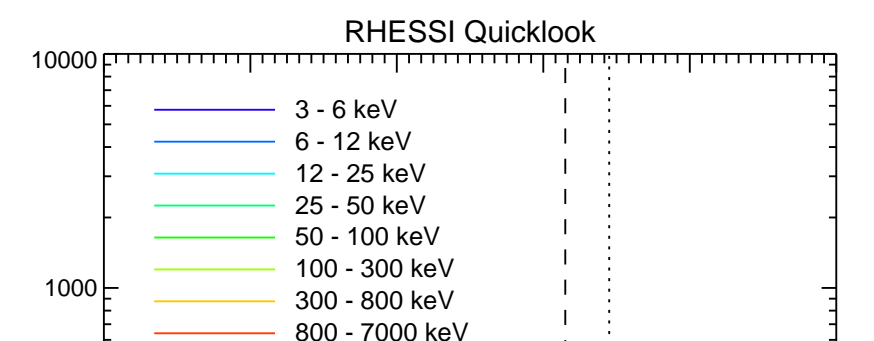 RHESSI Quicklook
10000
3 - 6 keV
6 - 12 keV
12 - 25 keV
25 - 50 keV
50 - 100 keV
100 - 300 keV
1000
300 - 800 keV
800 - 7000 keV